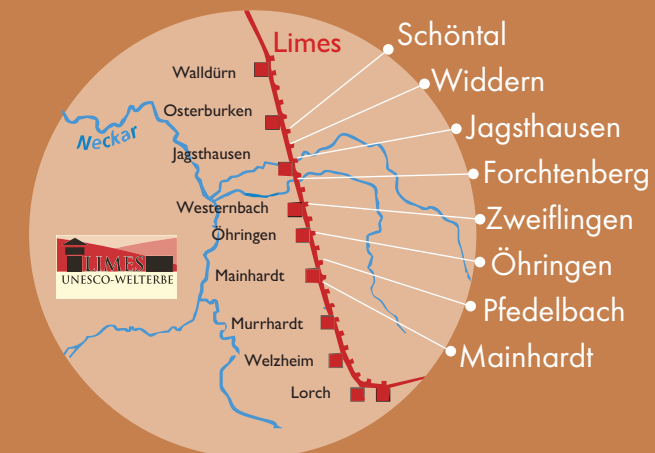 Limes
Walldürn
Osterburken
Neckar
Jagsthausen
Westernbach
Öhringen
Mainhardt
Murrhardt
Welzheim
Lorch
LIMES
UNESCO-WELTERBE
Schöntal
Widdern
Jagsthausen
Forchtenberg
Zweiflingen
Öhringen
Pfedelbach
Mainhardt